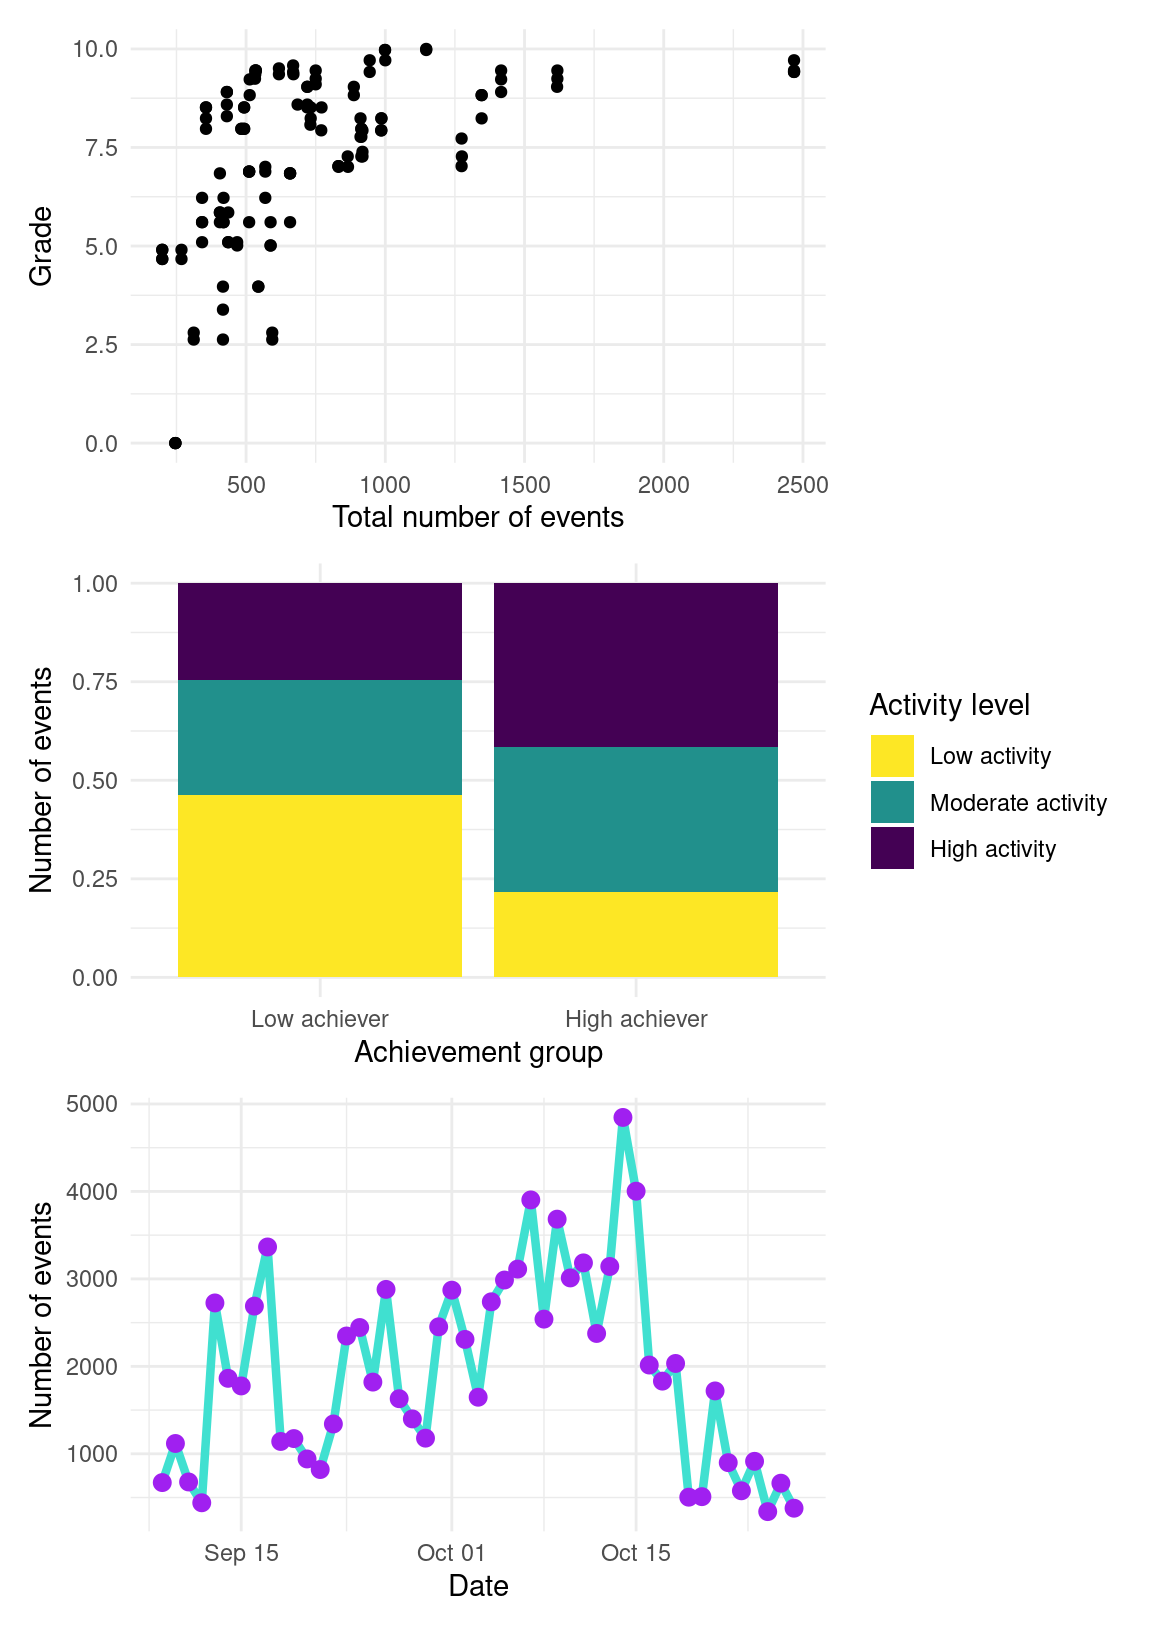 10.0
7.5
5.0
2.5
0.0
Grade
500 1000 1500 2000 2500
Total number of events
1.00
0.75
0.50
0.25
0.00
Number of events
Low achiever High achiever
Achievement group
Activity level
Low activity
Moderate activity
High activity
5000
4000
3000
2000
1000
Number of events
Sep 15 Oct 01 Oct 15
Date